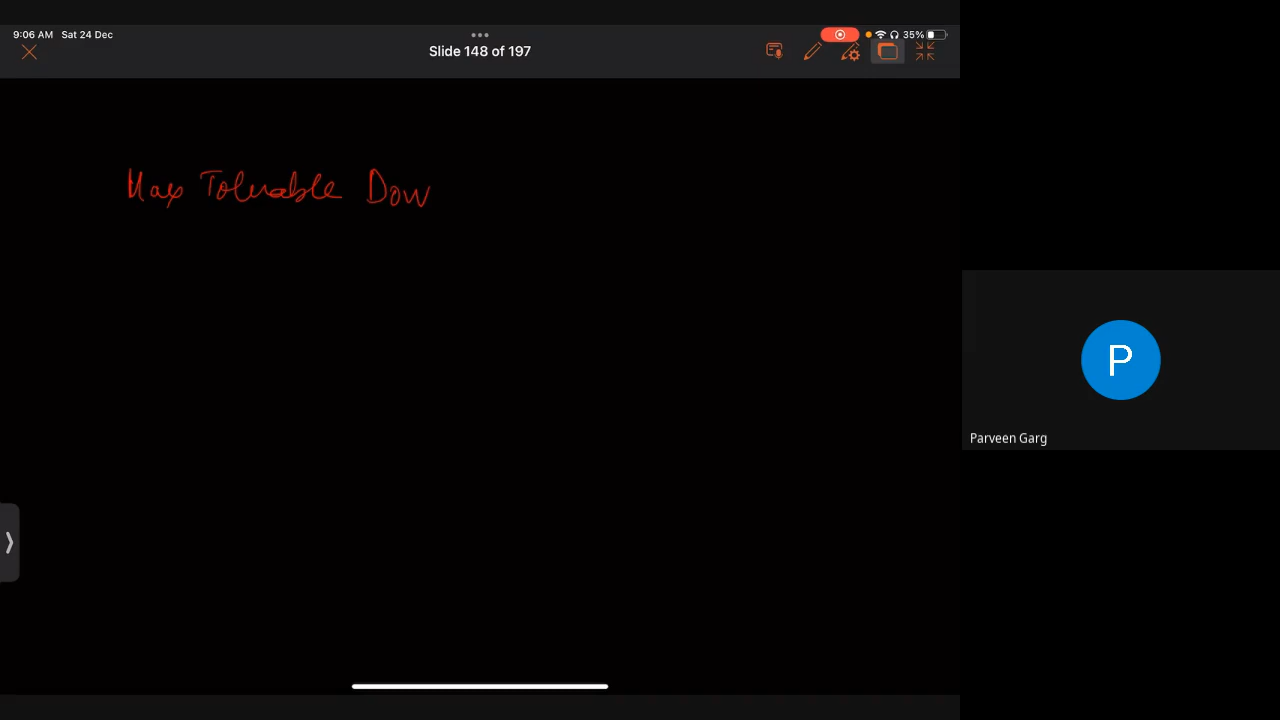 9:06 AM Sat 24 Dec
35%
Slide 148 of 197
Max Tolerable Dow
P
Parveen Garg